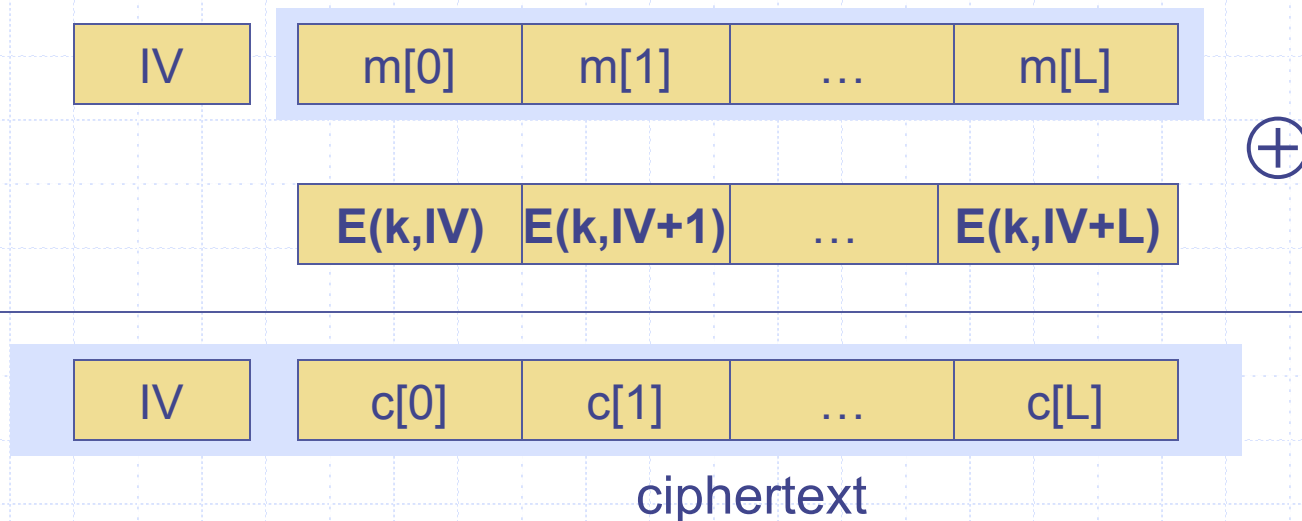 IV m[0] m[1] … m[L]
⊕
E(k,IV) E(k,IV+1) … E(k,IV+L)
IV c[0] c[1] … c[L]
ciphertext